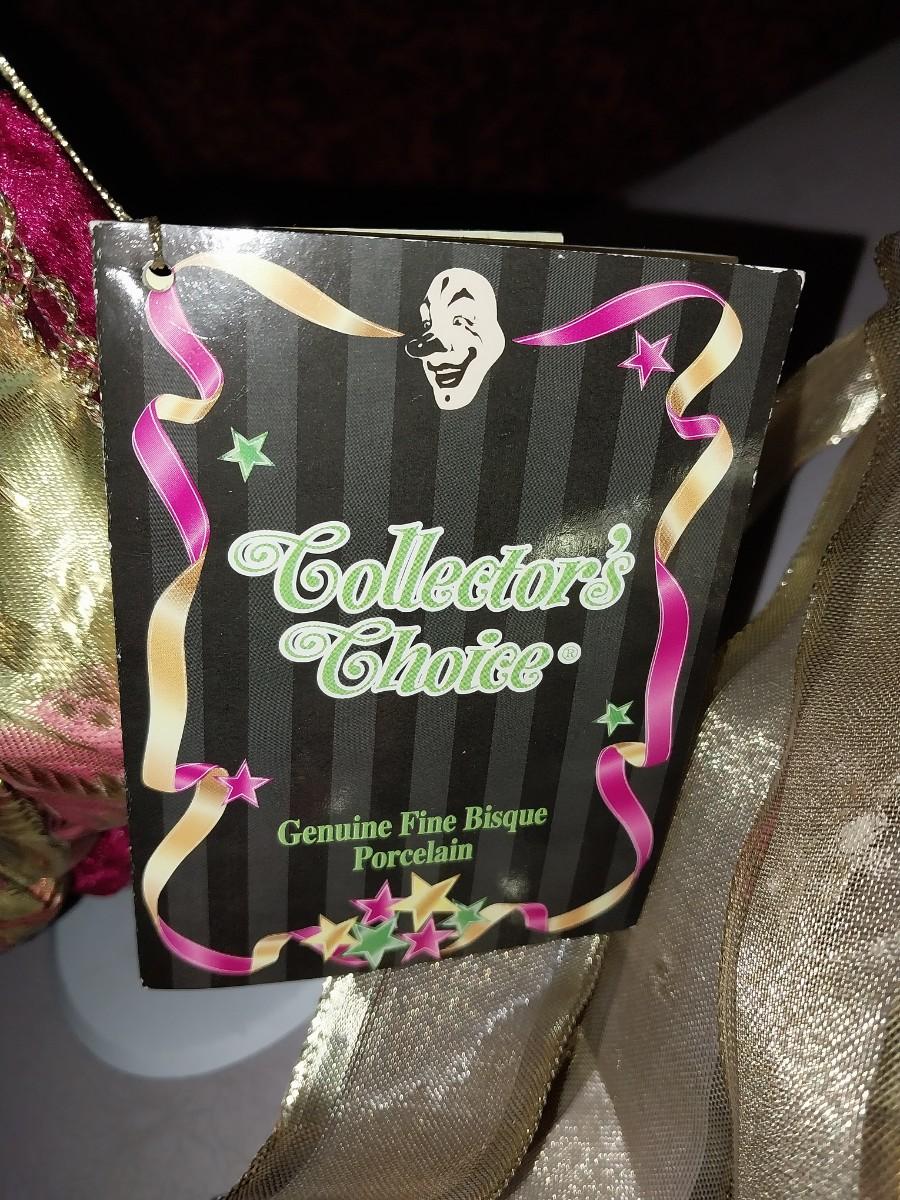 Collector's
Choice®
Genuine Fine Bisque
Porcelain